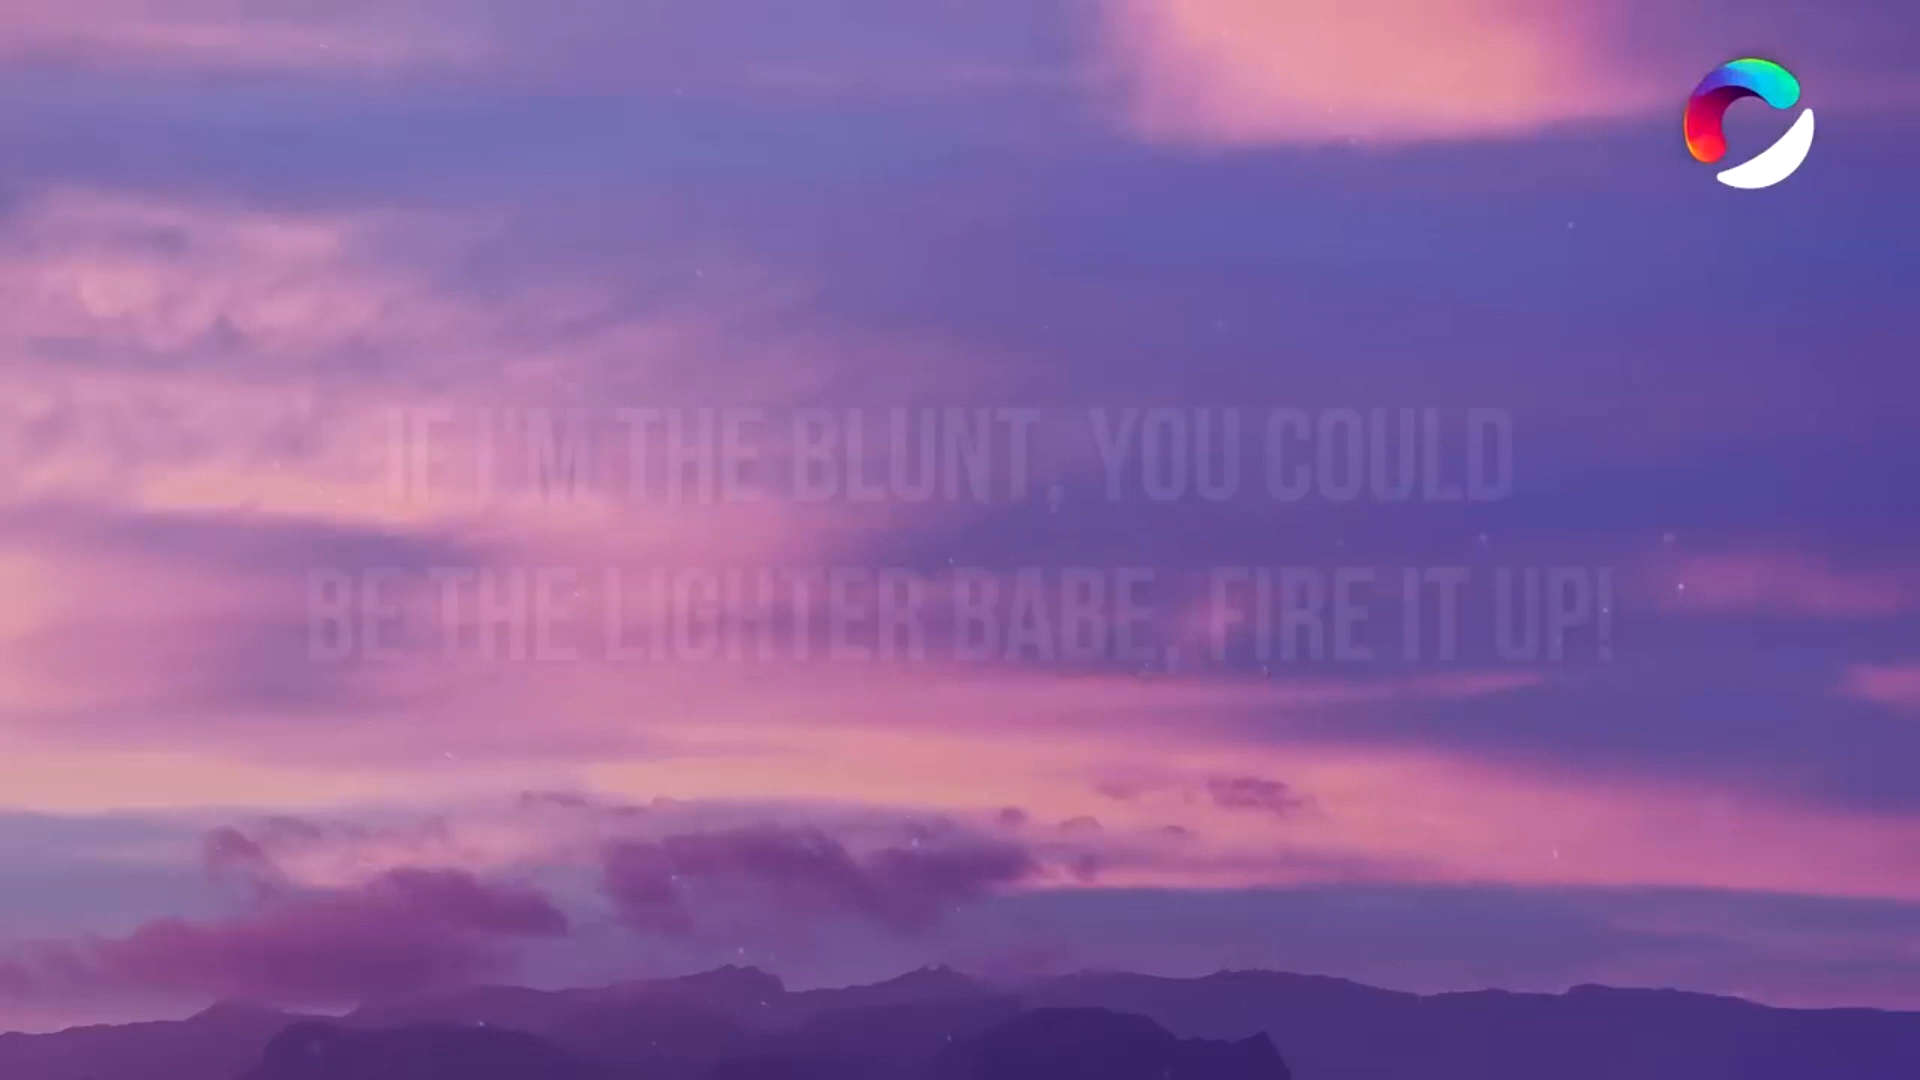 IF I'M THE BLUNT, YOU COULD
BE THE LIGHTER BABE, FIRE IT UP!